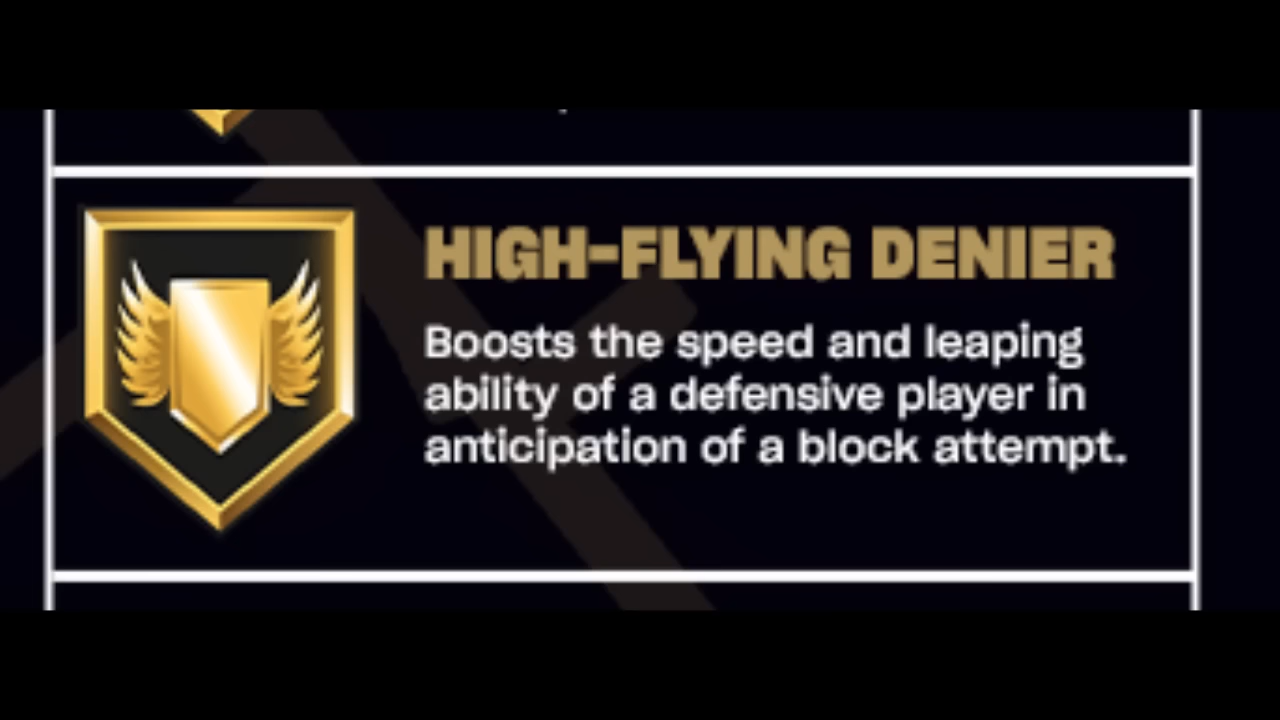 HIGH-FLYING DENIER
Boosts the speed and leaping
ability of a defensive player in
anticipation of a block attempt.